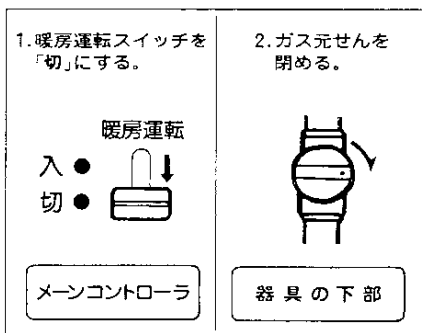 1.暖房運転スイッチを
「切」にする。
暖房運転
入 ●
切 ●
メーンコントローラ
2.ガス元せんを
閉める。
器具の下部